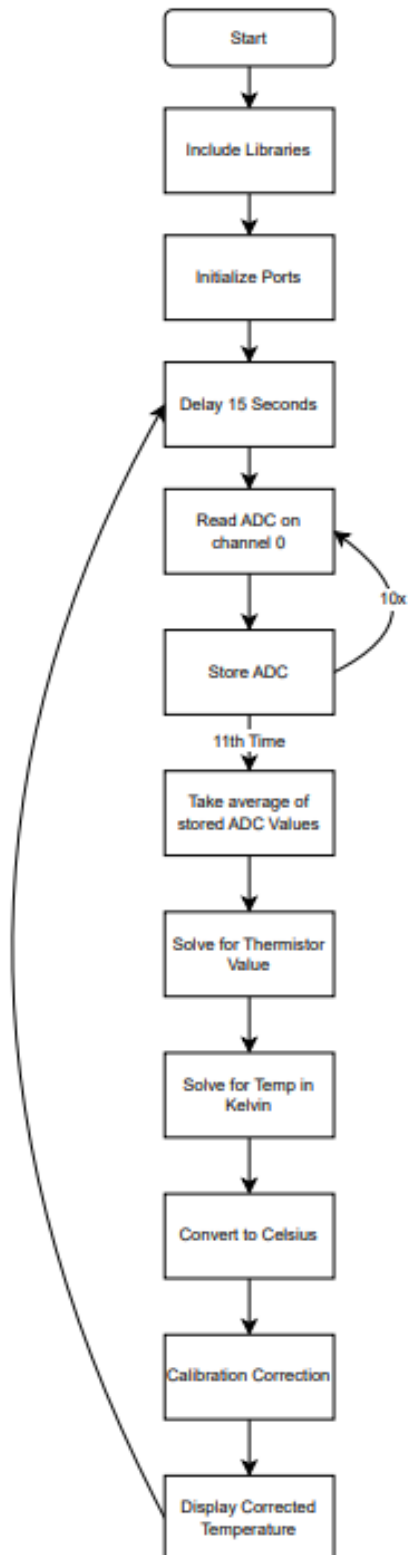 Start
Include Libraries
Initialize Ports
Delay 15 Seconds
Read ADC on
channel 0
10x
Store ADC
11th Time
Take average of
stored ADC Values
Solve for Thermistor
Value
Solve for Temp in
Kelvin
Convert to Celsius
Calibration Correction
Display Corrected
Temperature